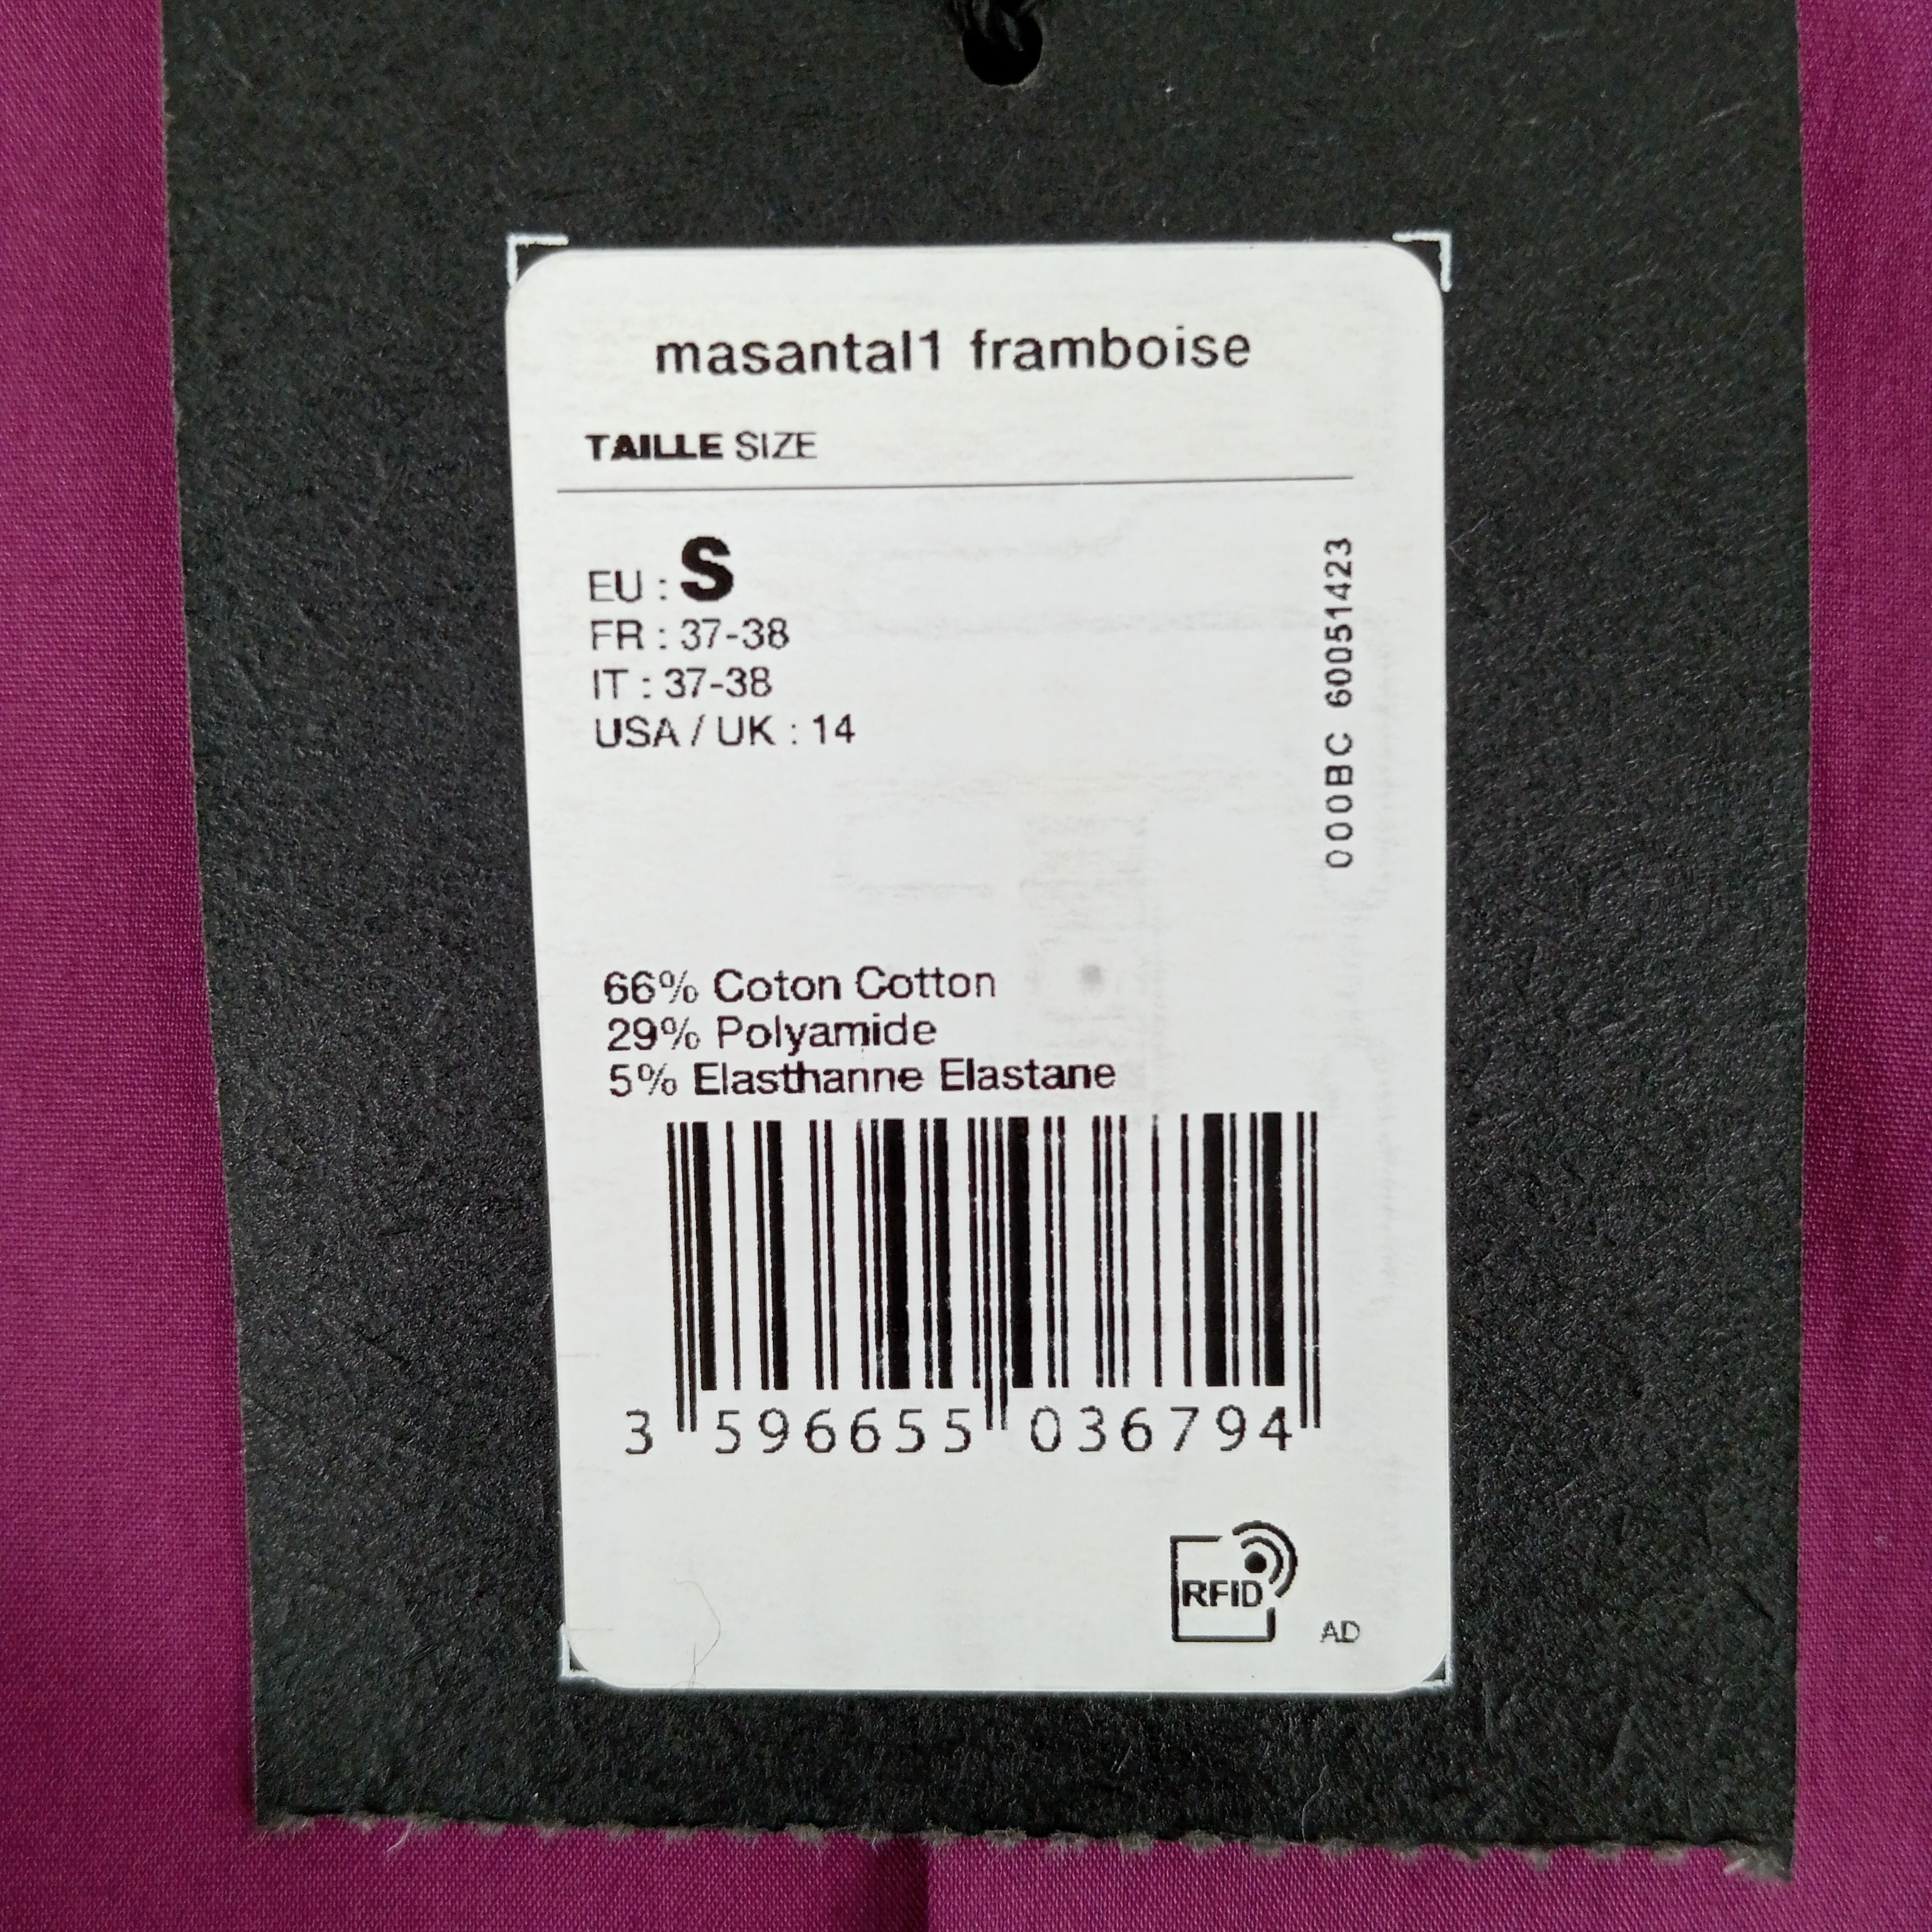 masantal1 framboise
TAILLE SIZE
EU : S
FR : 37-38
IT : 37-38
USA / UK : 14
000BC 60051423
66% Coton Cotton
29% Polyamide
5% Elasthanne Elastane
3 596655 036794
RFID
AD